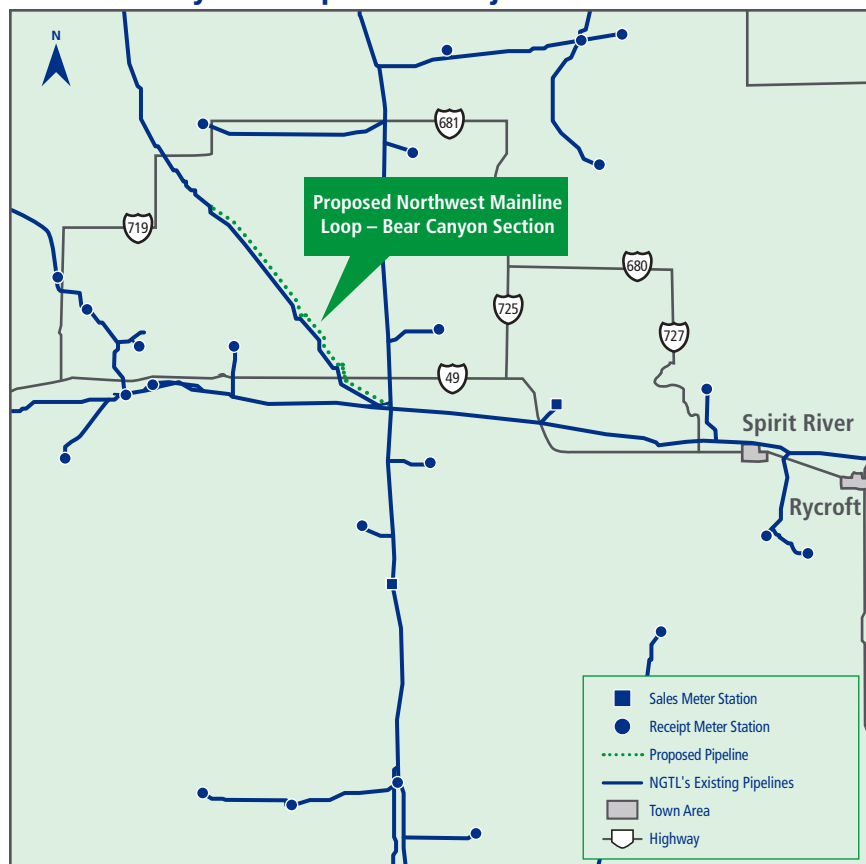 N
681
Proposed Northwest Mainline
Loop – Bear Canyon Section
719
680
725
727
49
Spirit River
Rycroft
Sales Meter Station
Receipt Meter Station
Proposed Pipeline
NGTL's Existing Pipelines
Town Area
Highway